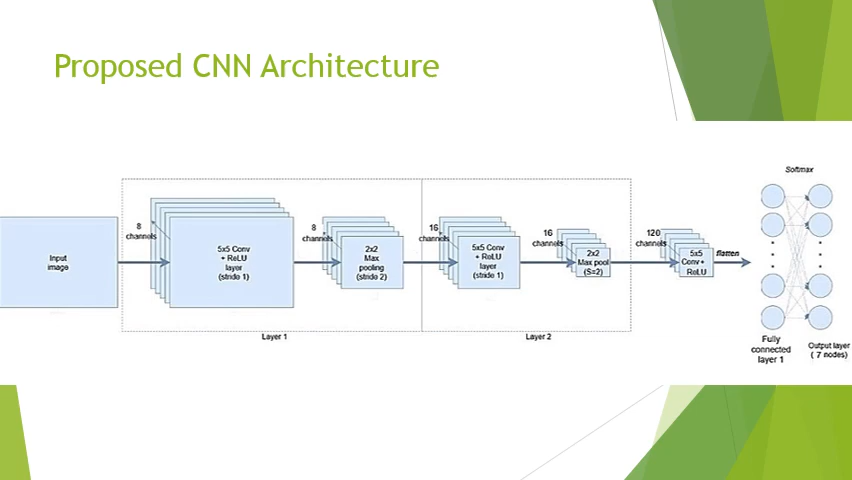 Proposed CNN Architecture
Softmax
Input
image
8
channels
5x5 Conv
+ ReLU
layer
(stride 1)
8
channels
2x2
Max
pooling
(stride 2)
16
channels
5x5 Conv
+ ReLU
layer
(stride 1)
16
channels
2x2
Max pool
(S=2)
120
channels
5x5
Conv +
ReLU
flatten
Layer 1
Layer 2
Fully
connected
layer 1
Output layer
( 7 nodes)